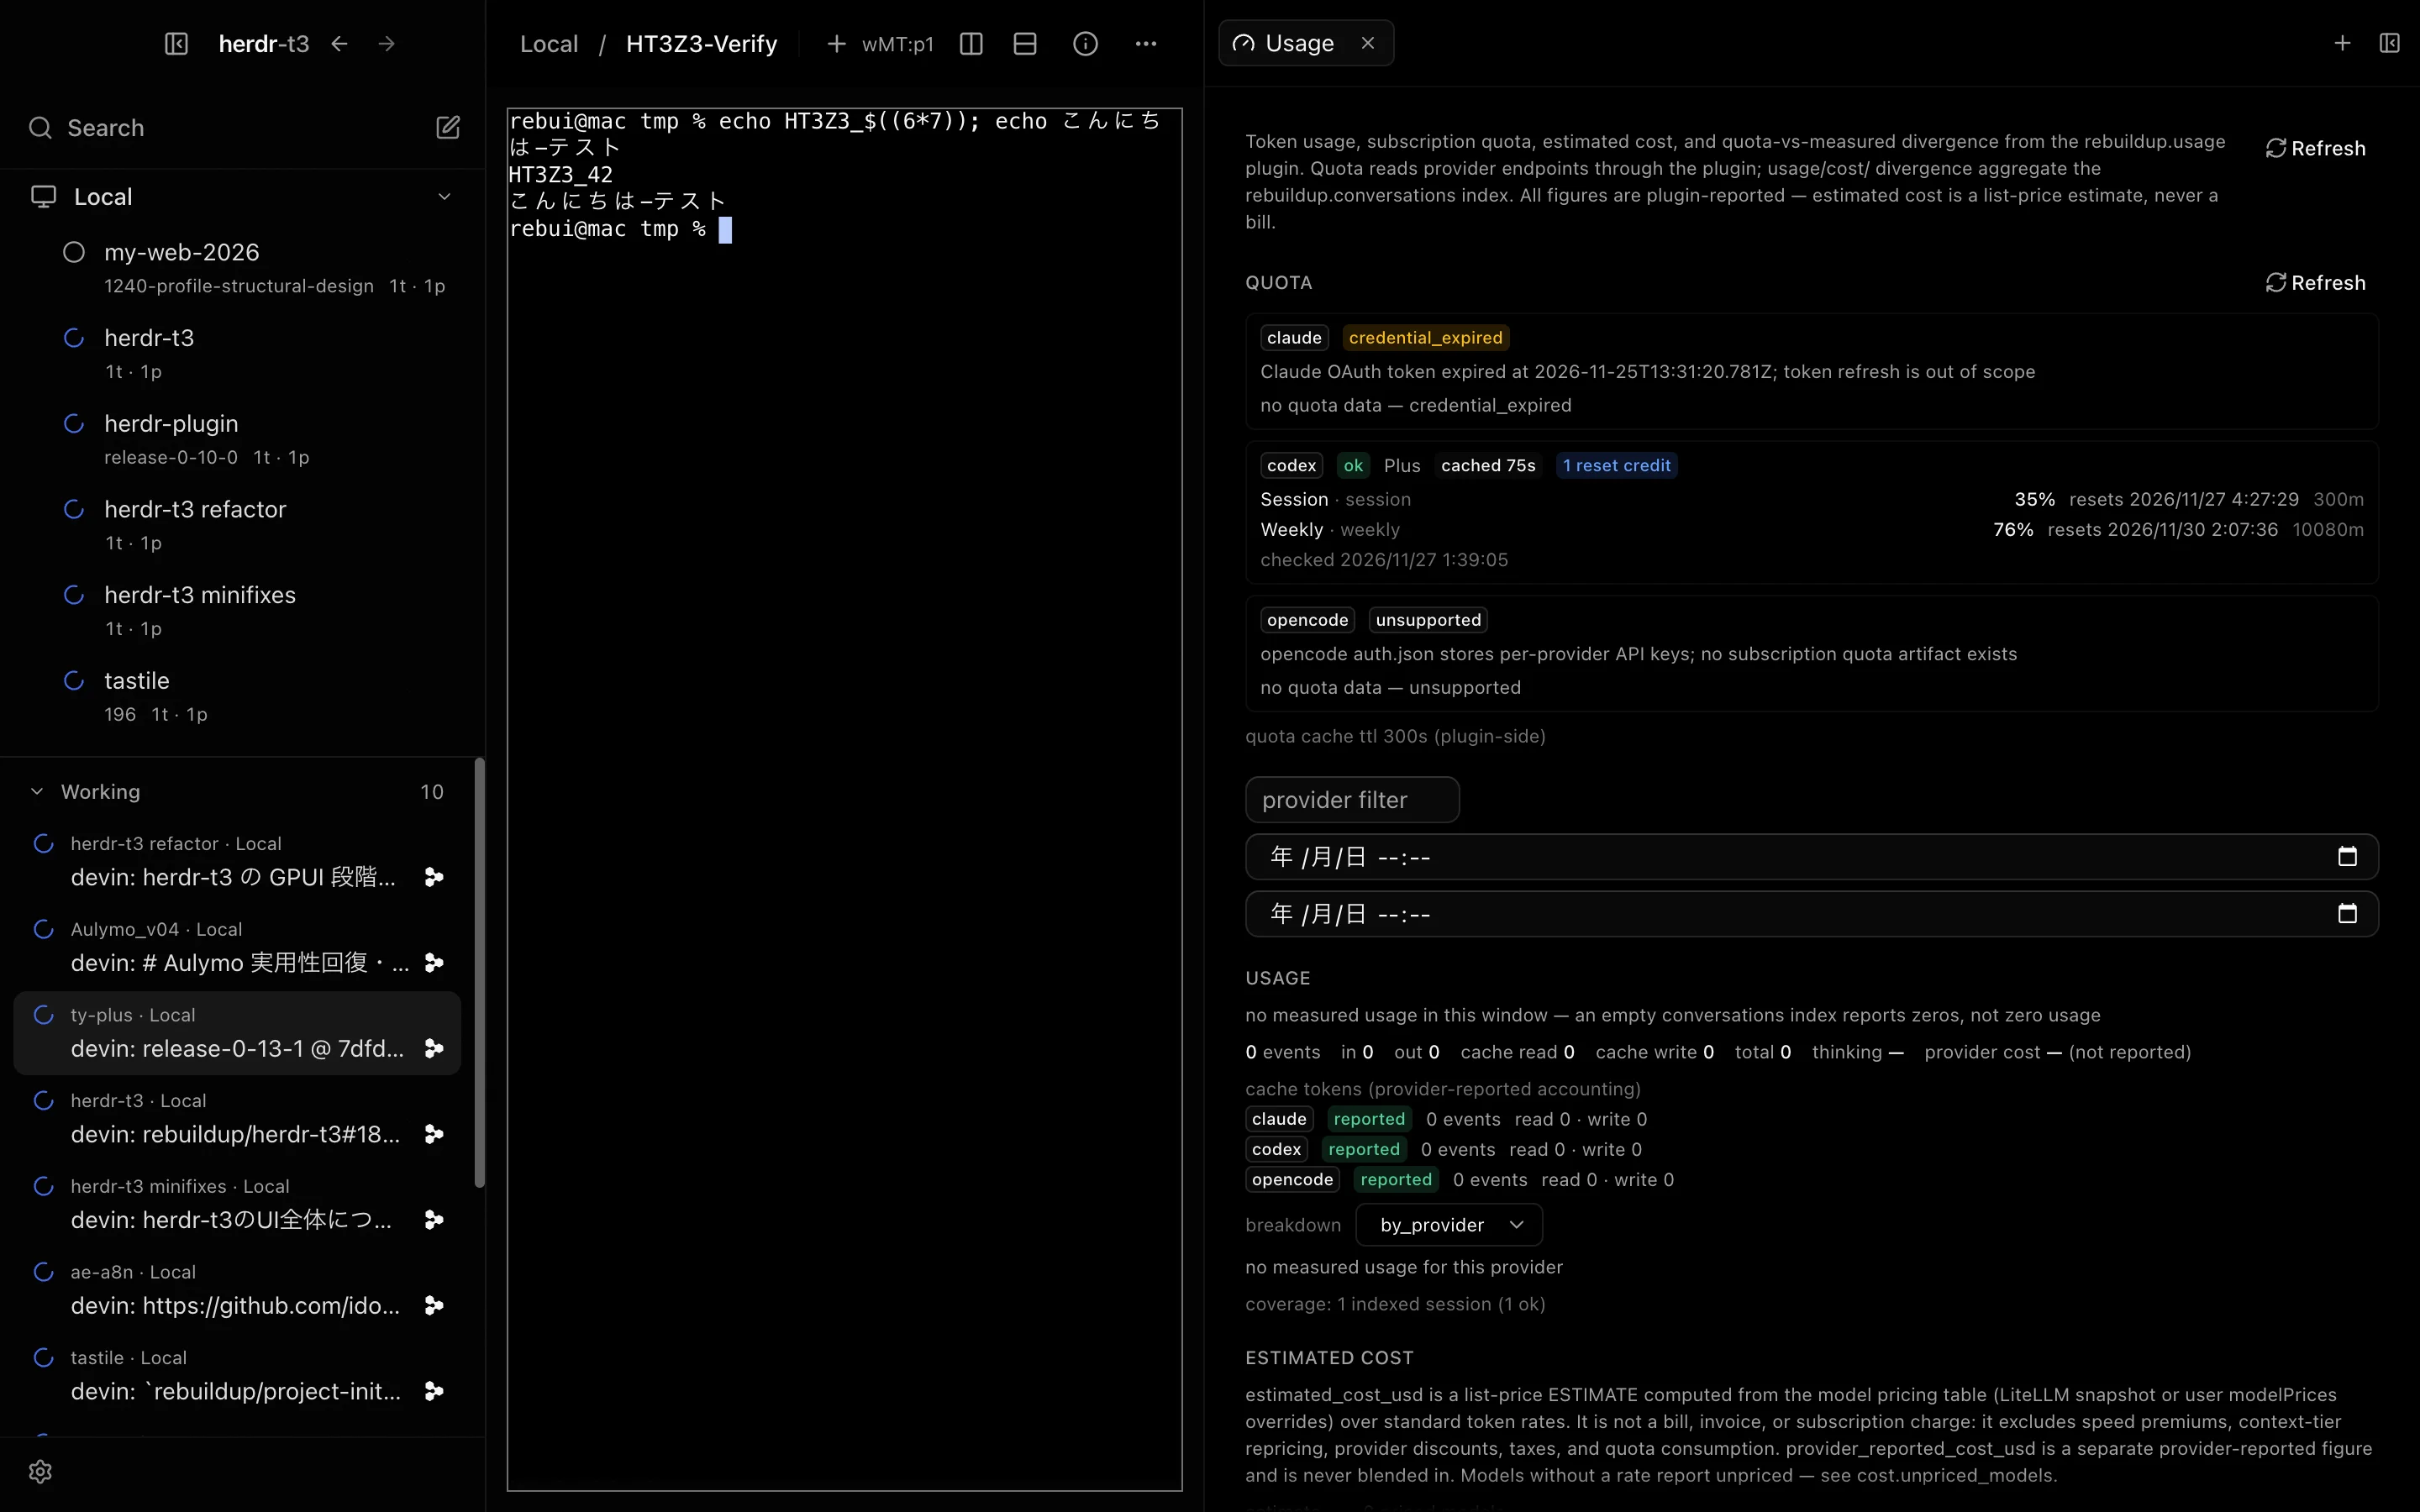 herdr-t3
Search
Local
my-web-2026
1240-profile-structural-design 1t · 1p
herdr-t3
1t · 1p
herdr-plugin
release-0-10-0 1t · 1p
herdr-t3 refactor
1t · 1p
herdr-t3 minifixes
1t · 1p
tastile
196 1t · 1p
Working 10
herdr-t3 refactor · Local
devin: herdr-t3 の GPUI 段階...
Aulymo_v04 · Local
devin: # Aulymo 実用性回復・...
ty-plus · Local
devin: release-0-13-1 @ 7dfd...
herdr-t3 · Local
devin: rebuildup/herdr-t3#18...
herdr-t3 minifixes · Local
devin: herdr-t3のUI全体につ...
ae-a8n · Local
devin: https://github.com/ido...
tastile · Local
devin: `rebuildup/project-init...
Local / HT3Z3-Verify
wMT:p1
rebui@mac tmp % echo HT3Z3_$((6*7)); echo こんにち
は−テスト
HT3Z3_42
こんにちは−テスト
rebui@mac tmp %
Usage
Token usage, subscription quota, estimated cost, and quota-vs-measured divergence from the rebuildup.usage
plugin. Quota reads provider endpoints through the plugin; usage/cost/ divergence aggregate the
rebuildup.conversations index. All figures are plugin-reported — estimated cost is a list-price estimate, never a
bill.
Refresh
QUOTA
Refresh
claude credential_expired
Claude OAuth token expired at 2026-11-25T13:31:20.781Z; token refresh is out of scope
no quota data — credential_expired
codex ok Plus cached 75s 1 reset credit
Session · session 35% resets 2026/11/27 4:27:29 300m
Weekly · weekly 76% resets 2026/11/30 2:07:36 10080m
checked 2026/11/27 1:39:05
opencode unsupported
opencode auth.json stores per-provider API keys; no subscription quota artifact exists
no quota data — unsupported
quota cache ttl 300s (plugin-side)
provider filter
年 /月/日 --:--
年 /月/日 --:--
USAGE
no measured usage in this window — an empty conversations index reports zeros, not zero usage
0 events in 0 out 0 cache read 0 cache write 0 total 0 thinking — provider cost — (not reported)
cache tokens (provider-reported accounting)
claude reported 0 events read 0 · write 0
codex reported 0 events read 0 · write 0
opencode reported 0 events read 0 · write 0
breakdown by_provider
no measured usage for this provider
coverage: 1 indexed session (1 ok)
ESTIMATED COST
estimated_cost_usd is a list-price ESTIMATE computed from the model pricing table (LiteLLM snapshot or user modelPrices
overrides) over standard token rates. It is not a bill, invoice, or subscription charge: it excludes speed premiums, context-tier
repricing, provider discounts, taxes, and quota consumption. provider_reported_cost_usd is a separate provider-reported figure
and is never blended in. Models without a rate report unpriced — see cost.unpriced_models.